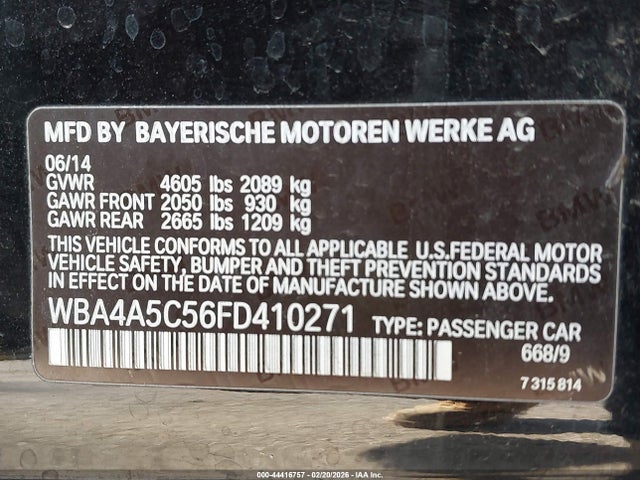 MFD BY BAYERISCHE MOTOREN WERKE AG
06/14
GVWR 4605 lbs 2089 kg
GAWR FRONT 2050 lbs 930 kg
GAWR REAR 2665 lbs 1209 kg
THIS VEHICLE CONFORMS TO ALL APPLICABLE U.S.FEDERAL MOTOR
VEHICLE SAFETY, BUMPER AND THEFT PREVENTION STANDARDS
IN EFFECT ON THE DATE OF MANUFACTURE SHOWN ABOVE.
WBA4A5C56FD410271 TYPE: PASSENGER CAR
668/9
7 315 814
000-44416757 - 02/20/2026 - IAA Inc.